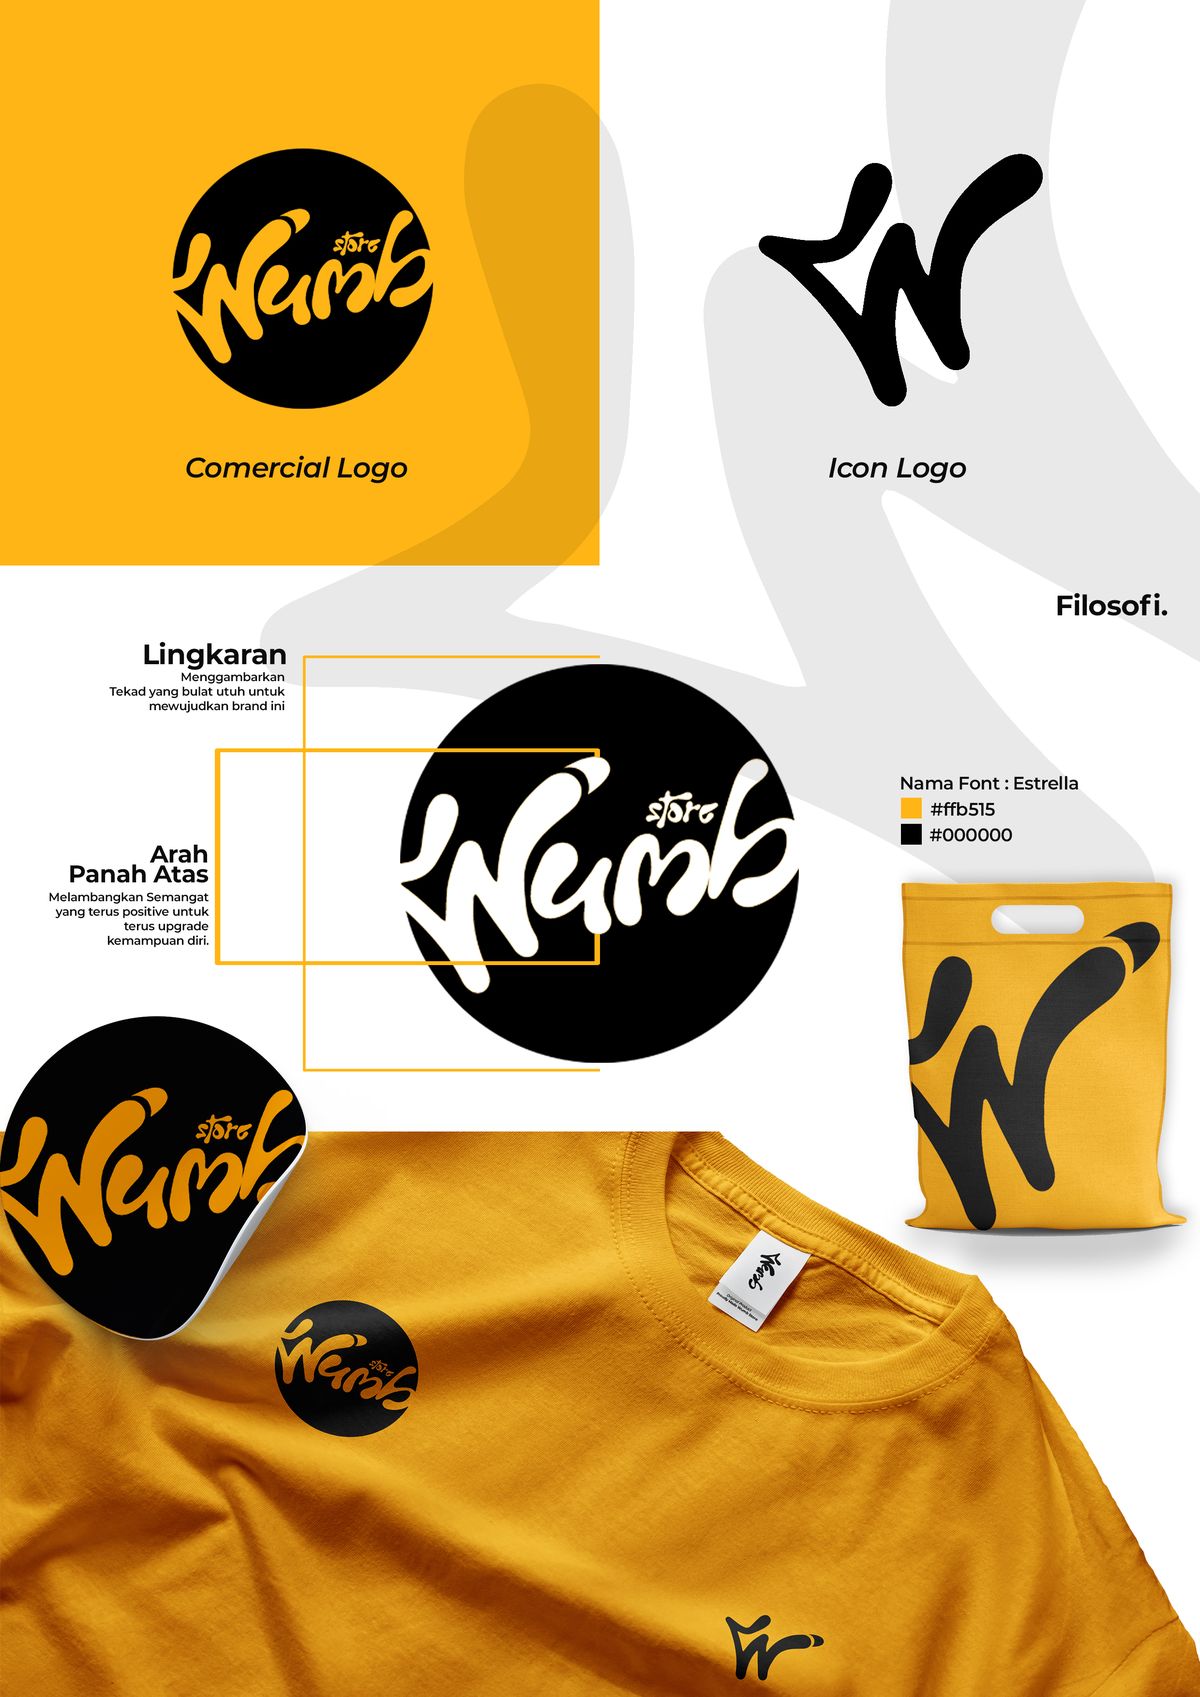 store
Wumb
Comercial Logo
W
Icon Logo
Filosofi.
Lingkaran
Menggambarkan
Tekad yang bulat utuh untuk
mewujudkan brand ini
Arah
Panah Atas
Melambangkan Semangat
yang terus positive untuk
terus upgrade
kemampuan diri.
store
Wumb
Nama Font : Estrella
#ffb515
#000000
W
store
Wumb
store
Wumb
W